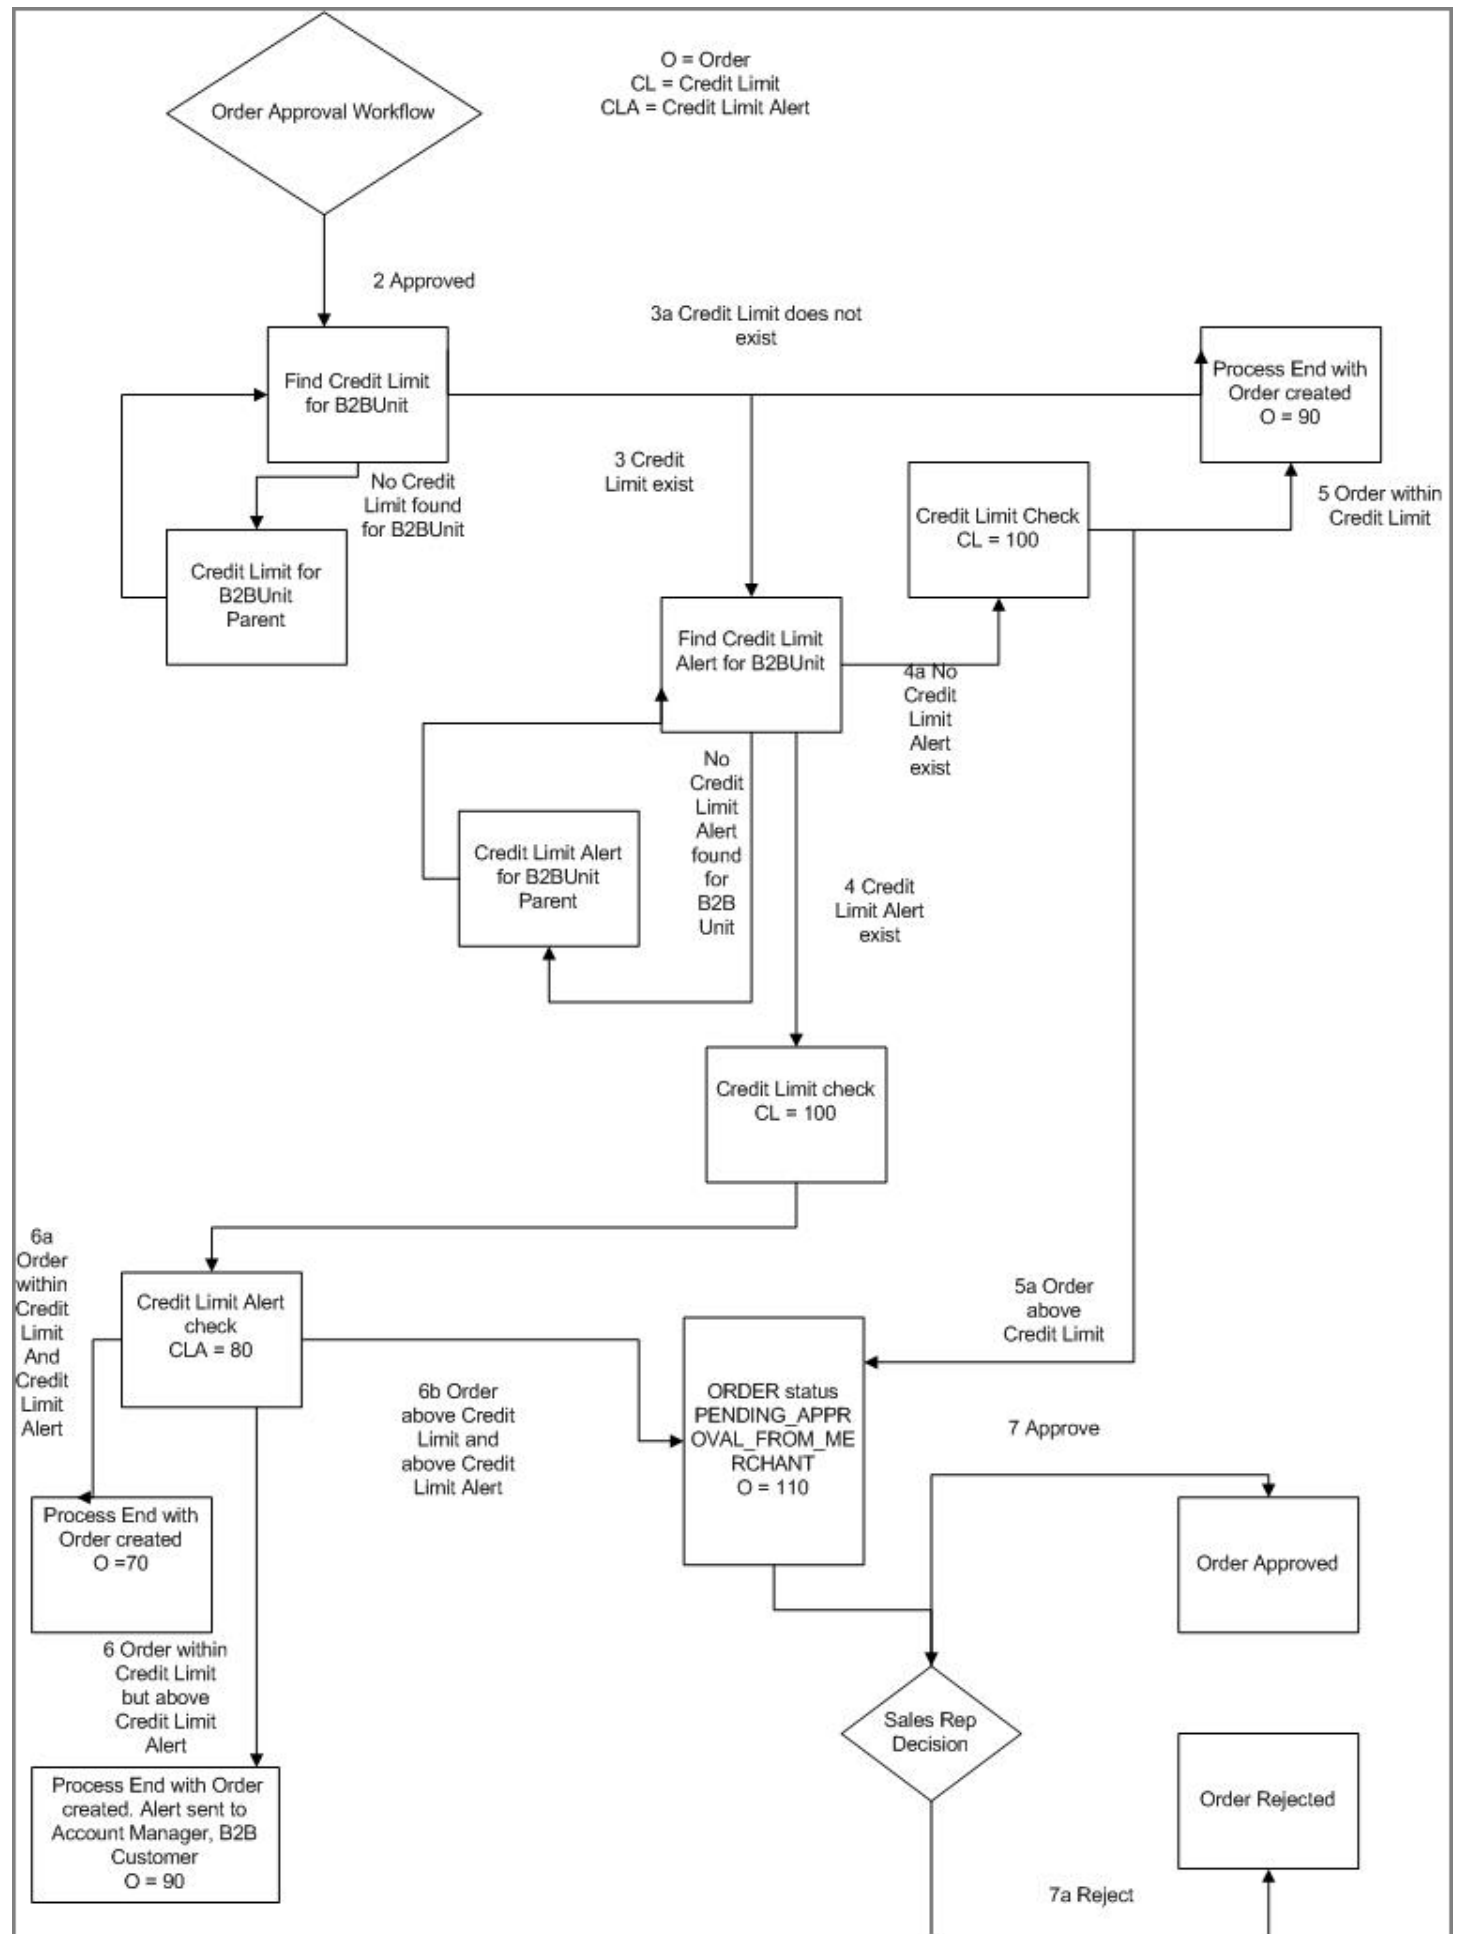 O = Order
CL = Credit Limit
CLA = Credit Limit Alert
Order Approval Workflow
2 Approved
3a Credit Limit does not
exist
Find Credit Limit
for B2BUnit
Process End with
Order created
O = 90
No Credit
Limit found
for B2BUnit
3 Credit
Limit exist
Credit Limit Check
CL = 100
5 Order within
Credit Limit
Credit Limit for
B2BUnit
Parent
Find Credit Limit
Alert for B2BUnit
4a No
Credit
Limit
Alert
exist
No
Credit
Limit
Alert
found
for
B2B
Unit
Credit Limit Alert
for B2BUnit
Parent
4 Credit
Limit Alert
exist
Credit Limit check
CL = 100
6a
Order
within
Credit
Limit
And
Credit
Limit
Alert
Credit Limit Alert
check
CLA = 80
5a Order
above
Credit Limit
6b Order
above Credit
Limit and
above Credit
Limit Alert
ORDER status
PENDING_APPR
OVAL_FROM_ME
RCHANT
O = 110
7 Approve
Process End with
Order created
O =70
Order Approved
6 Order within
Credit Limit
but above
Credit Limit
Alert
Sales Rep
Decision
Process End with Order
created. Alert sent to
Account Manager, B2B
Customer
O = 90
Order Rejected
7a Reject